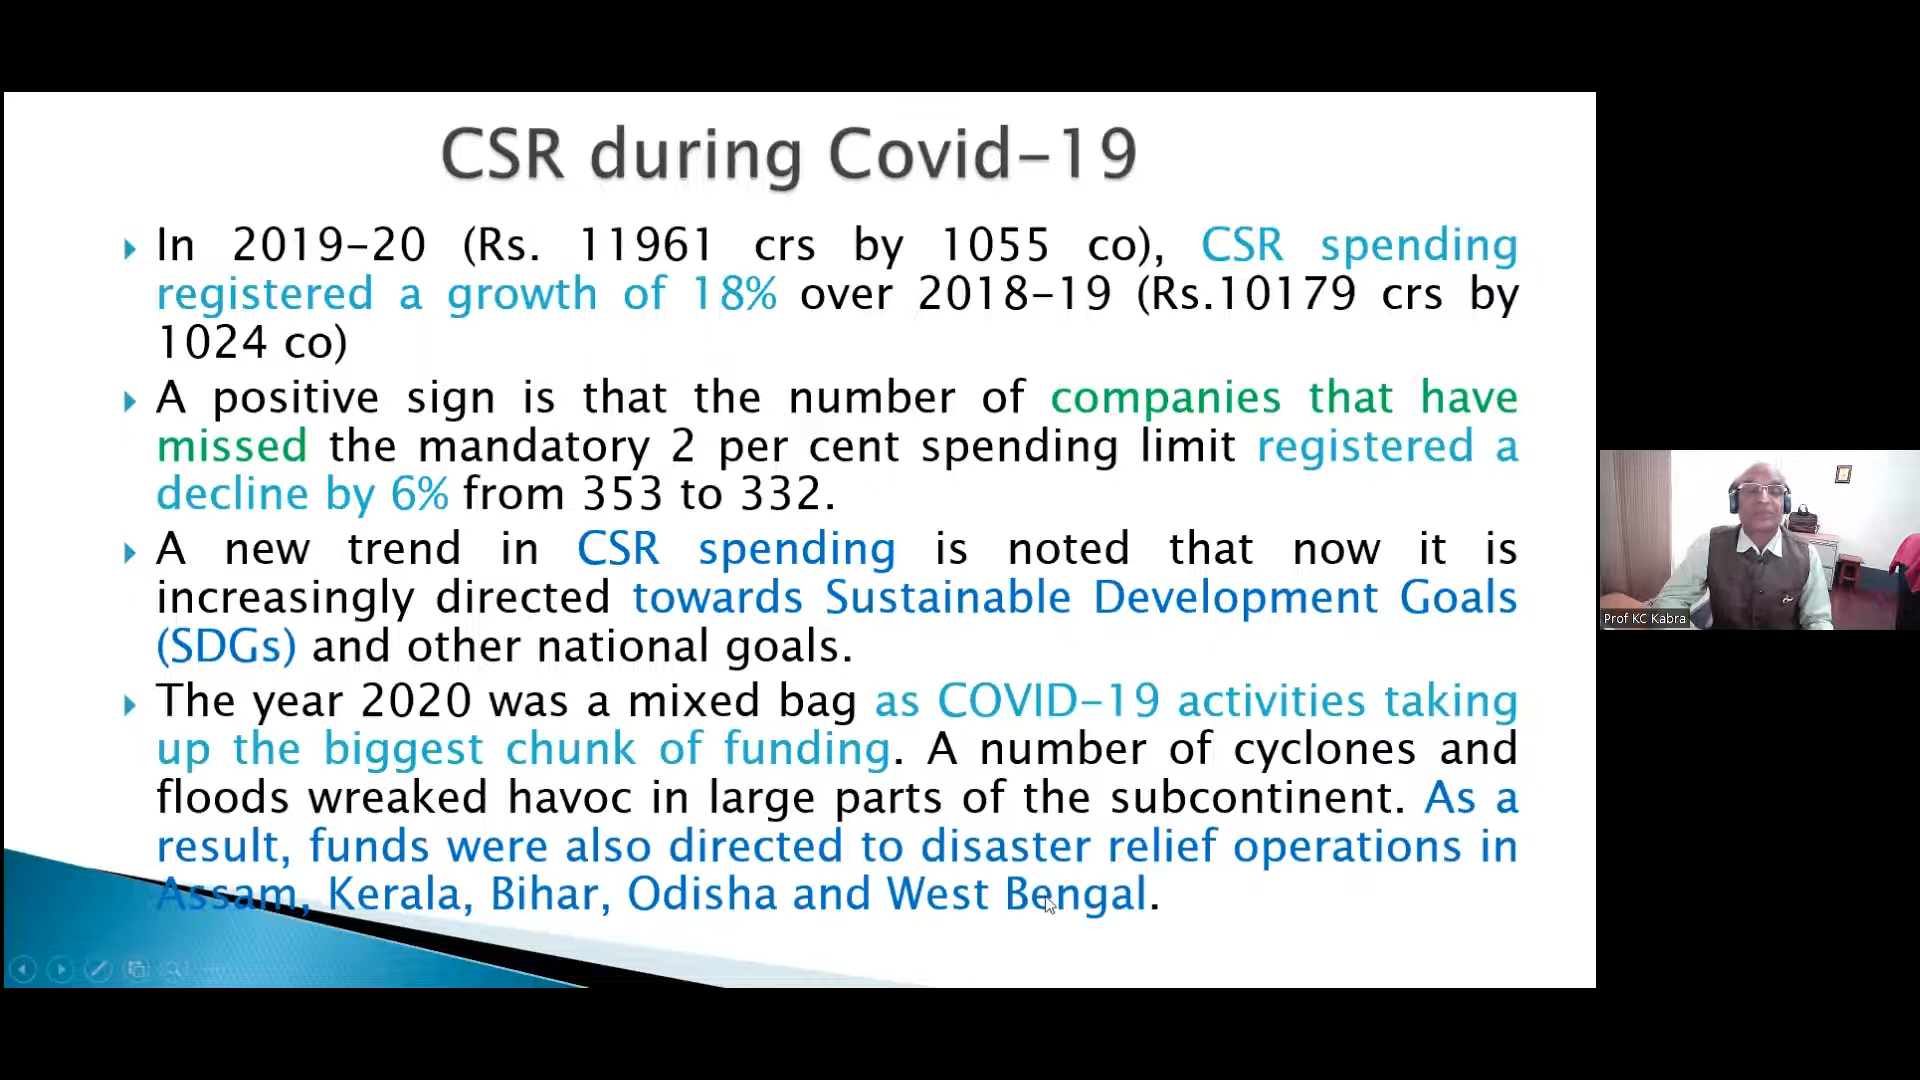 CSR during Covid-19
In 2019-20 (Rs. 11961 crs by 1055 co), CSR spending
registered a growth of 18% over 2018-19 (Rs.10179 crs by
1024 co)
A positive sign is that the number of companies that have
missed the mandatory 2 per cent spending limit registered a
decline by 6% from 353 to 332.
A new trend in CSR spending is noted that now it is
increasingly directed towards Sustainable Development Goals
(SDGs) and other national goals.
The year 2020 was a mixed bag as COVID-19 activities taking
up the biggest chunk of funding. A number of cyclones and
floods wreaked havoc in large parts of the subcontinent. As a
result, funds were also directed to disaster relief operations in
Assam, Kerala, Bihar, Odisha and West Bengal.
Prof KC Kabra